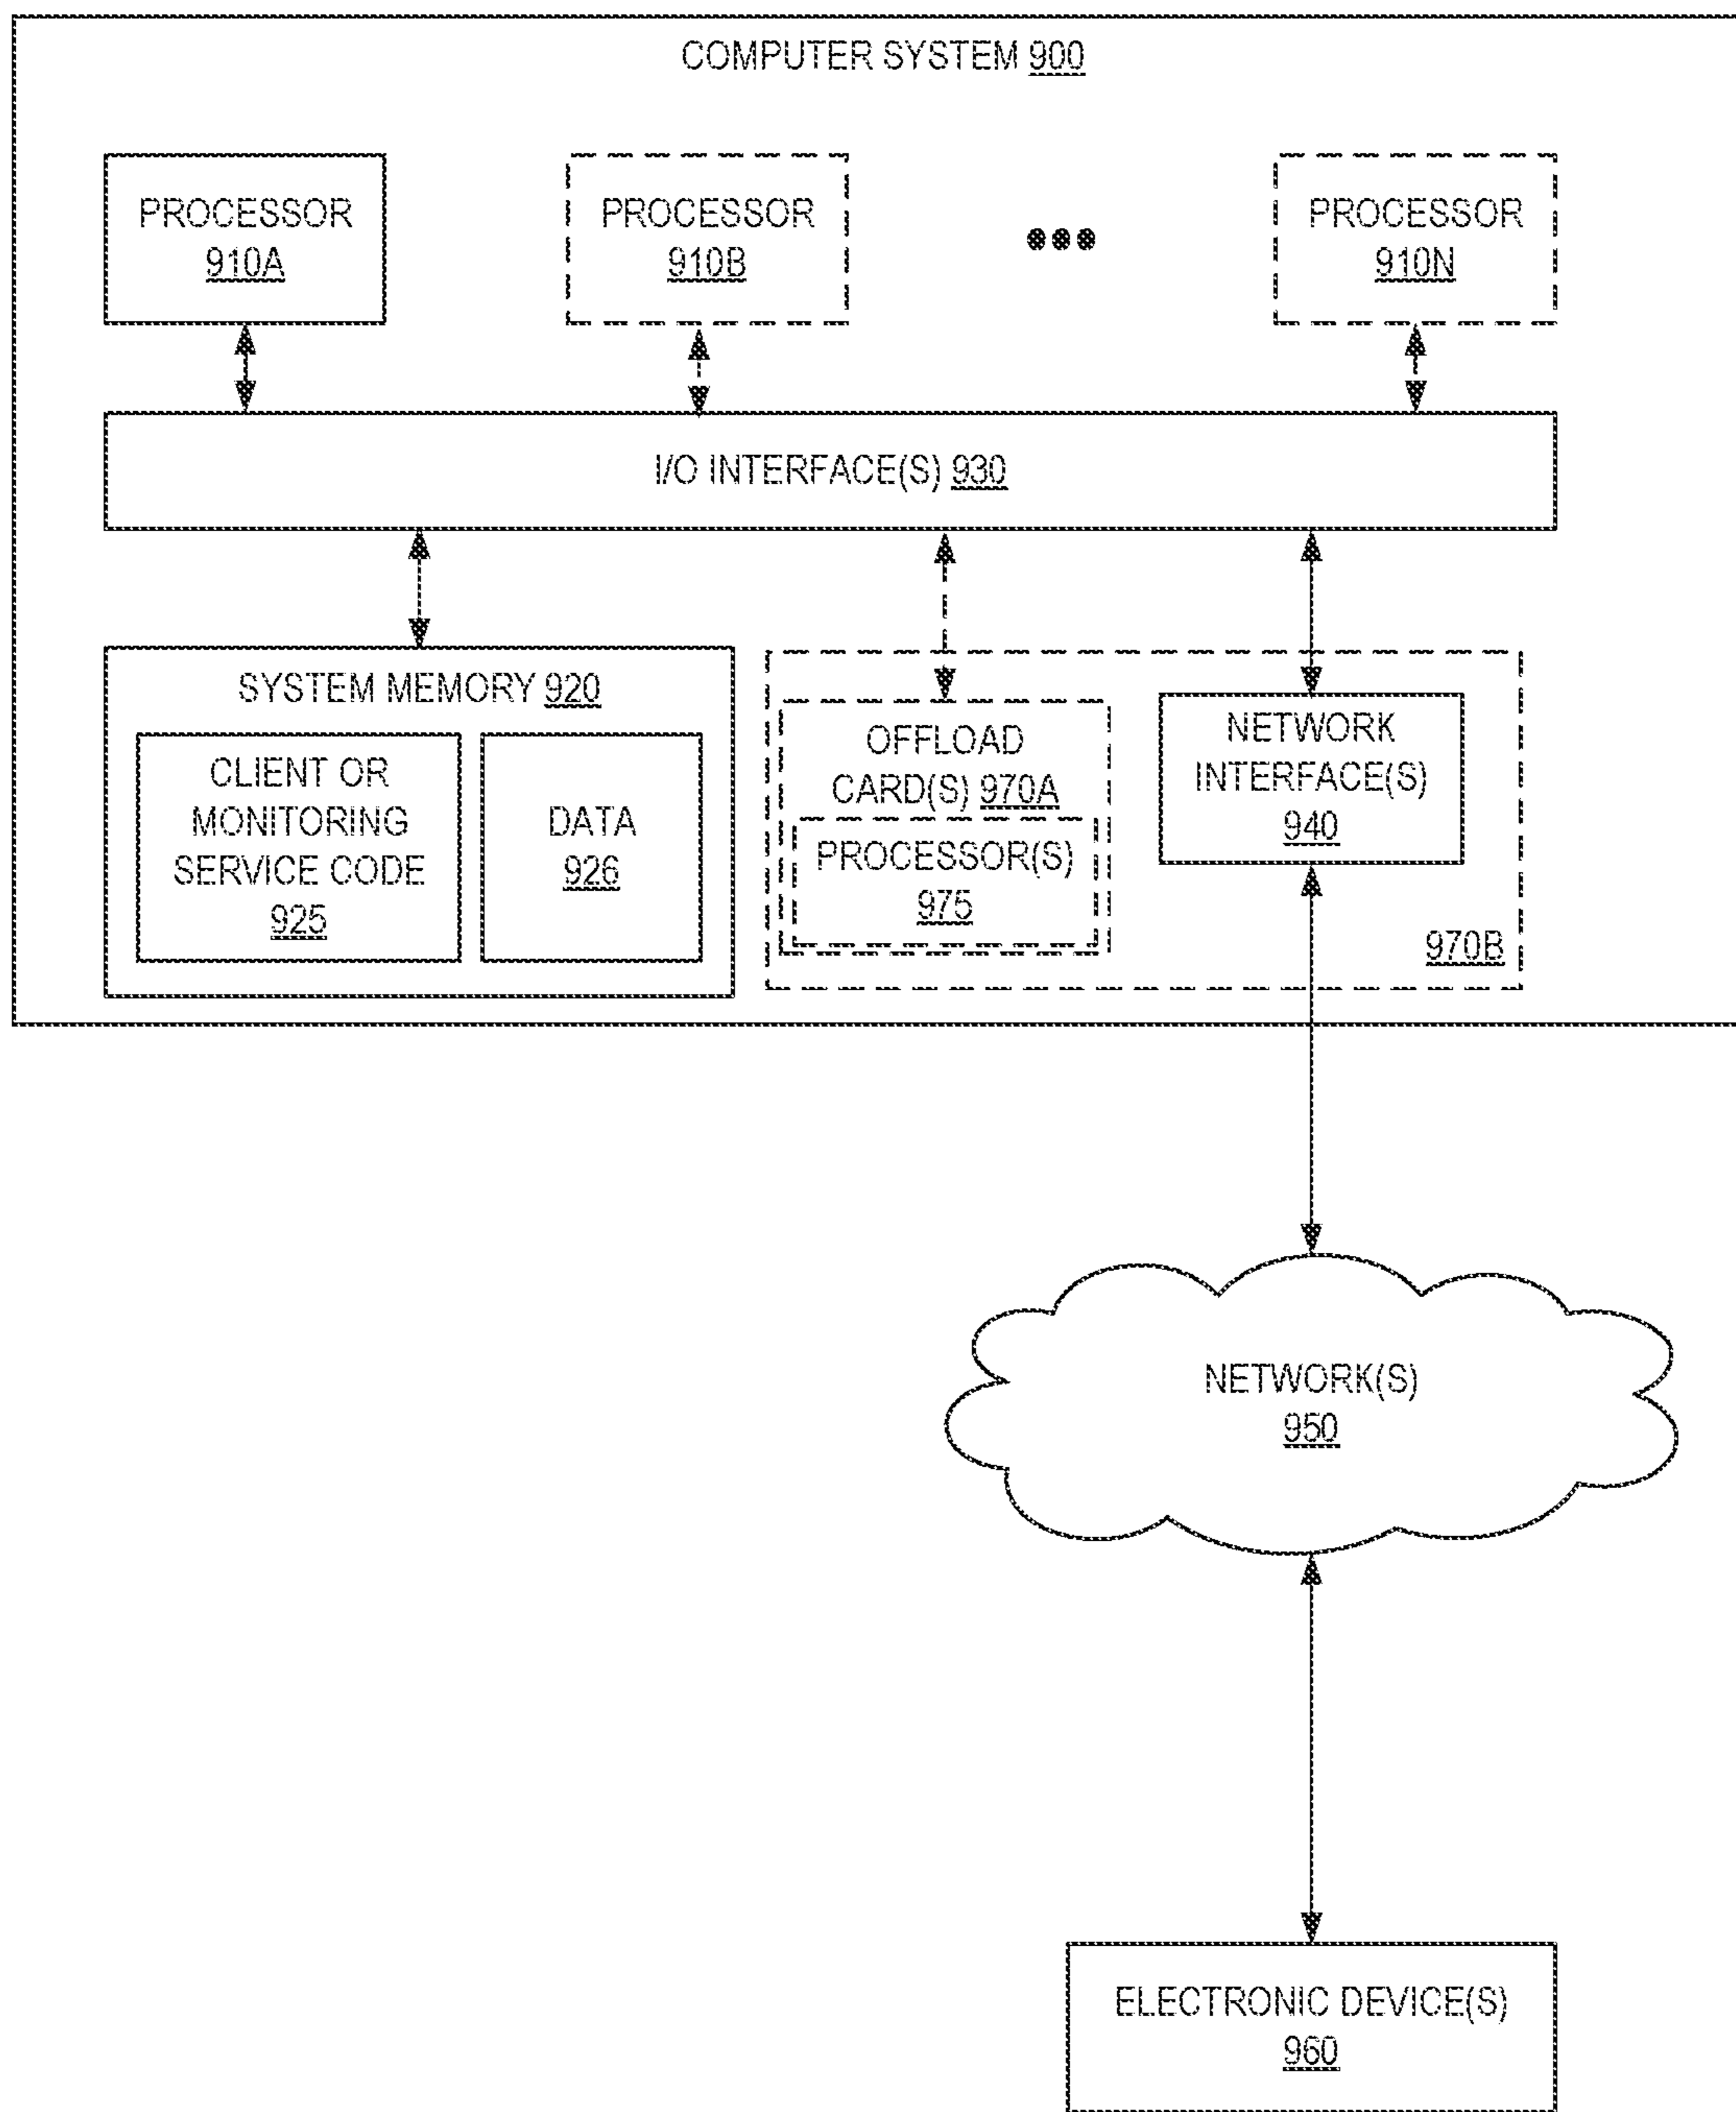 COMPUTER SYSTEM 900
PROCESSOR
910A
PROCESSOR
910B
PROCESSOR
910N
I/O INTERFACE(S) 930
SYSTEM MEMORY 920
CLIENT OR
MONITORING
SERVICE CODE
925
DATA
926
OFFLOAD
CARD(S) 970A
PROCESSOR(S)
975
NETWORK
INTERFACE(S)
940
970B
NETWORK(S)
950
ELECTRONIC DEVICE(S)
960